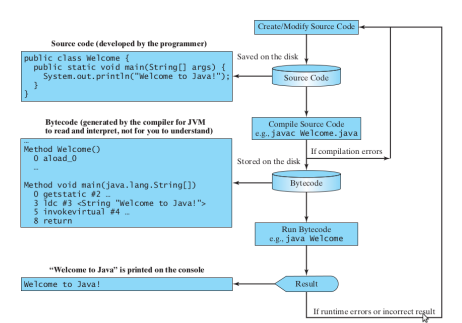 Create/Modify Source Code
Source code (developed by the programmer)
public class Welcome {
public static void main(String[] args) {
System.out.println("Welcome to Java!");
}
}
Saved on the disk
Source Code
Compile Source Code
e.g., javac Welcome.java
Bytecode (generated by the compiler for JVM
to read and interpret, not for you to understand)
If compilation errors
Stored on the disk
…
Method Welcome()
0 aload_0
…
Method void main(java.lang.String[])
0 getstatic #2 …
3 ldc #3 <String "Welcome to Java!">
5 invokevirtual #4 …
8 return
Bytecode
Run Bytecode
e.g., java Welcome
“Welcome to Java” is printed on the console
Welcome to Java!
Result
If runtime errors or incorrect result